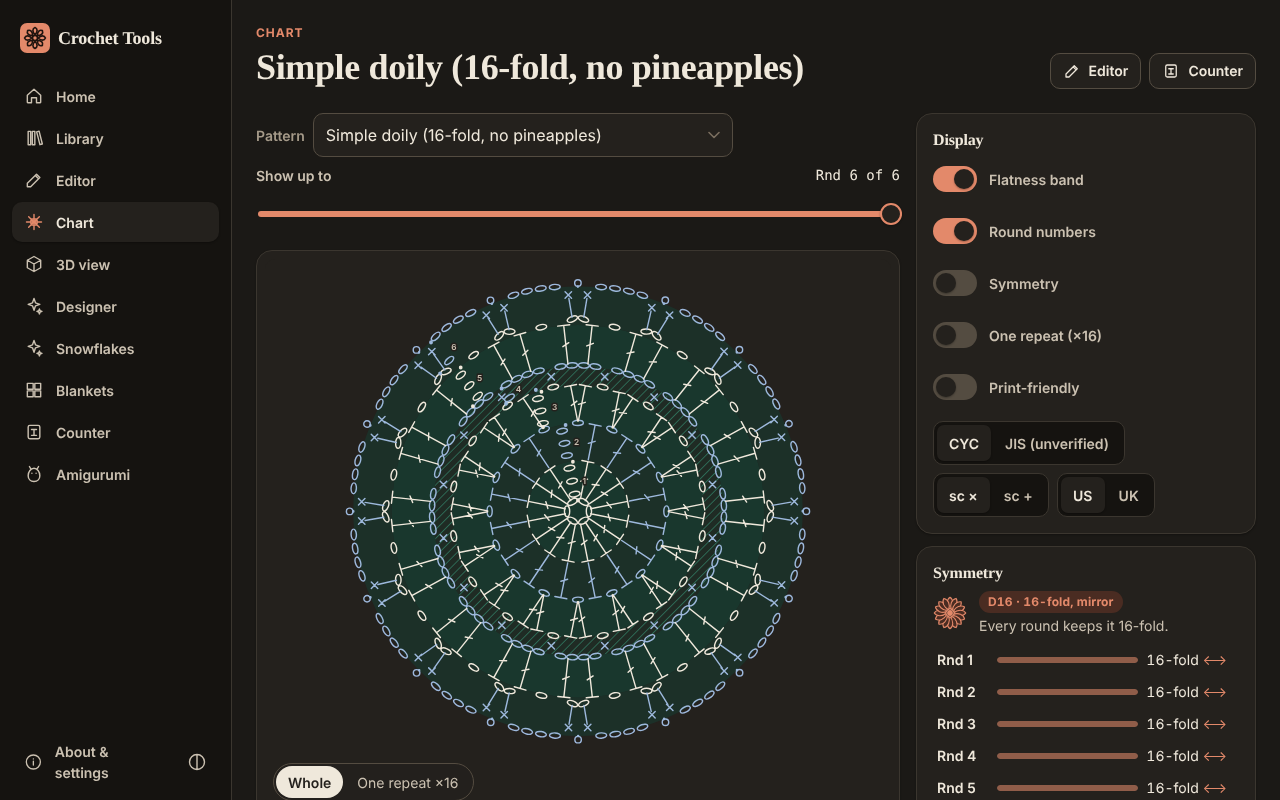 Crochet Tools
Home
Library
Editor
Chart
3D view
Designer
Snowflakes
Blankets
Counter
Amigurumi
About &
settings
CHART
Simple doily (16-fold, no pineapples)
Editor
Counter
Pattern
Simple doily (16-fold, no pineapples)
Show up to
Rnd 6 of 6
6
5
4
3
2
1
Whole
One repeat ×16
Display
Flatness band
Round numbers
Symmetry
One repeat (×16)
Print-friendly
CYC
JIS (unverified)
sc ×
sc +
US
UK
Symmetry
D16 · 16-fold, mirror
Every round keeps it 16-fold.
Rnd 1 16-fold
Rnd 2 16-fold
Rnd 3 16-fold
Rnd 4 16-fold
Rnd 5 16-fold